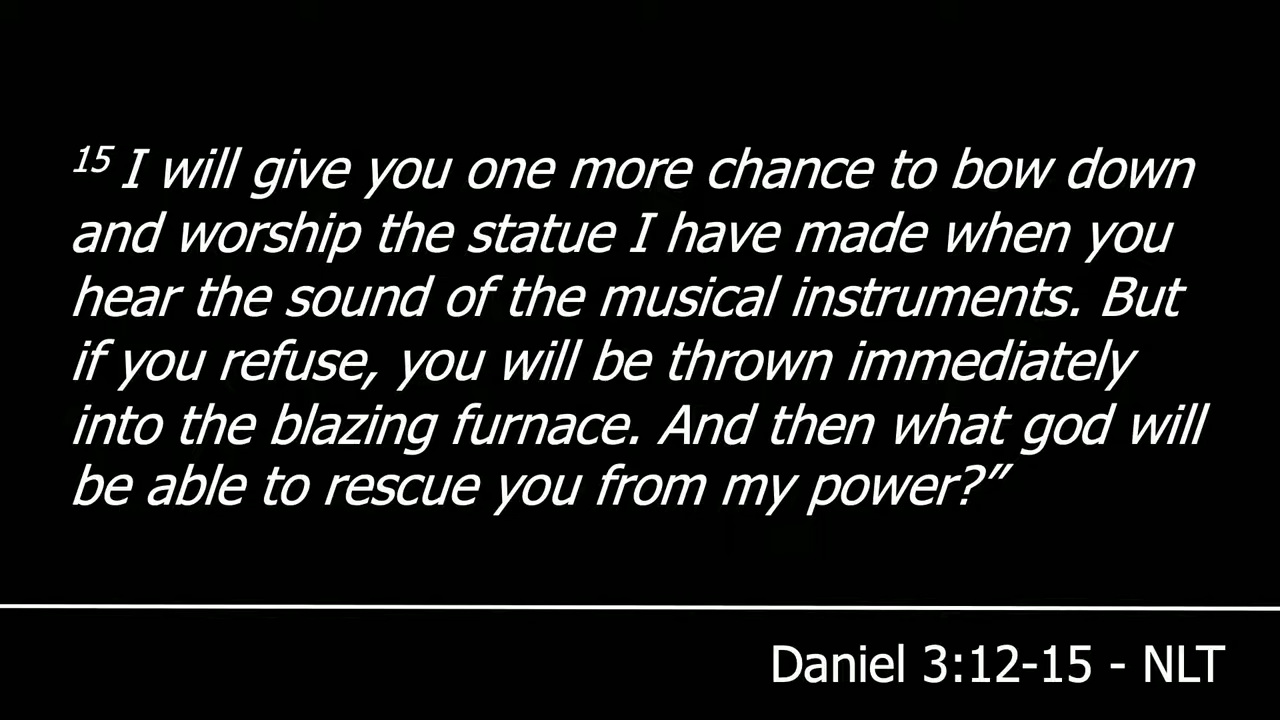 15 I will give you one more chance to bow down
and worship the statue I have made when you
hear the sound of the musical instruments. But
if you refuse, you will be thrown immediately
into the blazing furnace. And then what god will
be able to rescue you from my power?”
Daniel 3:12-15 - NLT